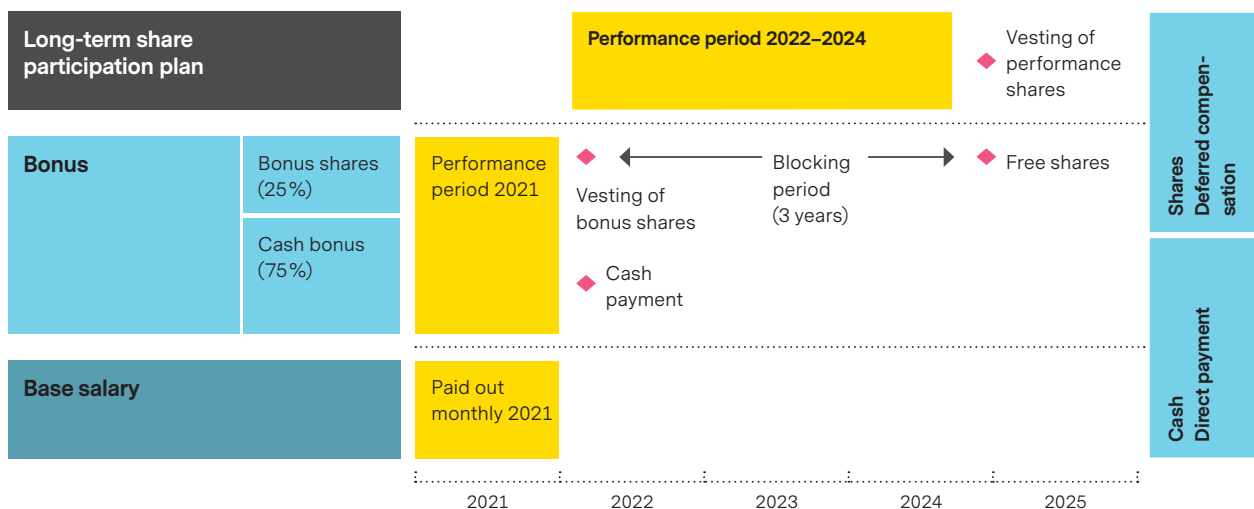 Long-term share
participation plan
Performance period 2022–2024
Vesting of
performance
shares
Bonus
Bonus shares
(25%)
Cash bonus
(75%)
Performance
period 2021
Vesting of
bonus shares
Blocking
period
(3 years)
Free shares
Cash
payment
Shares
Deferred compen-
sation
Base salary
Paid out
monthly 2021
Cash
Direct payment
2021
2022
2023
2024
2025